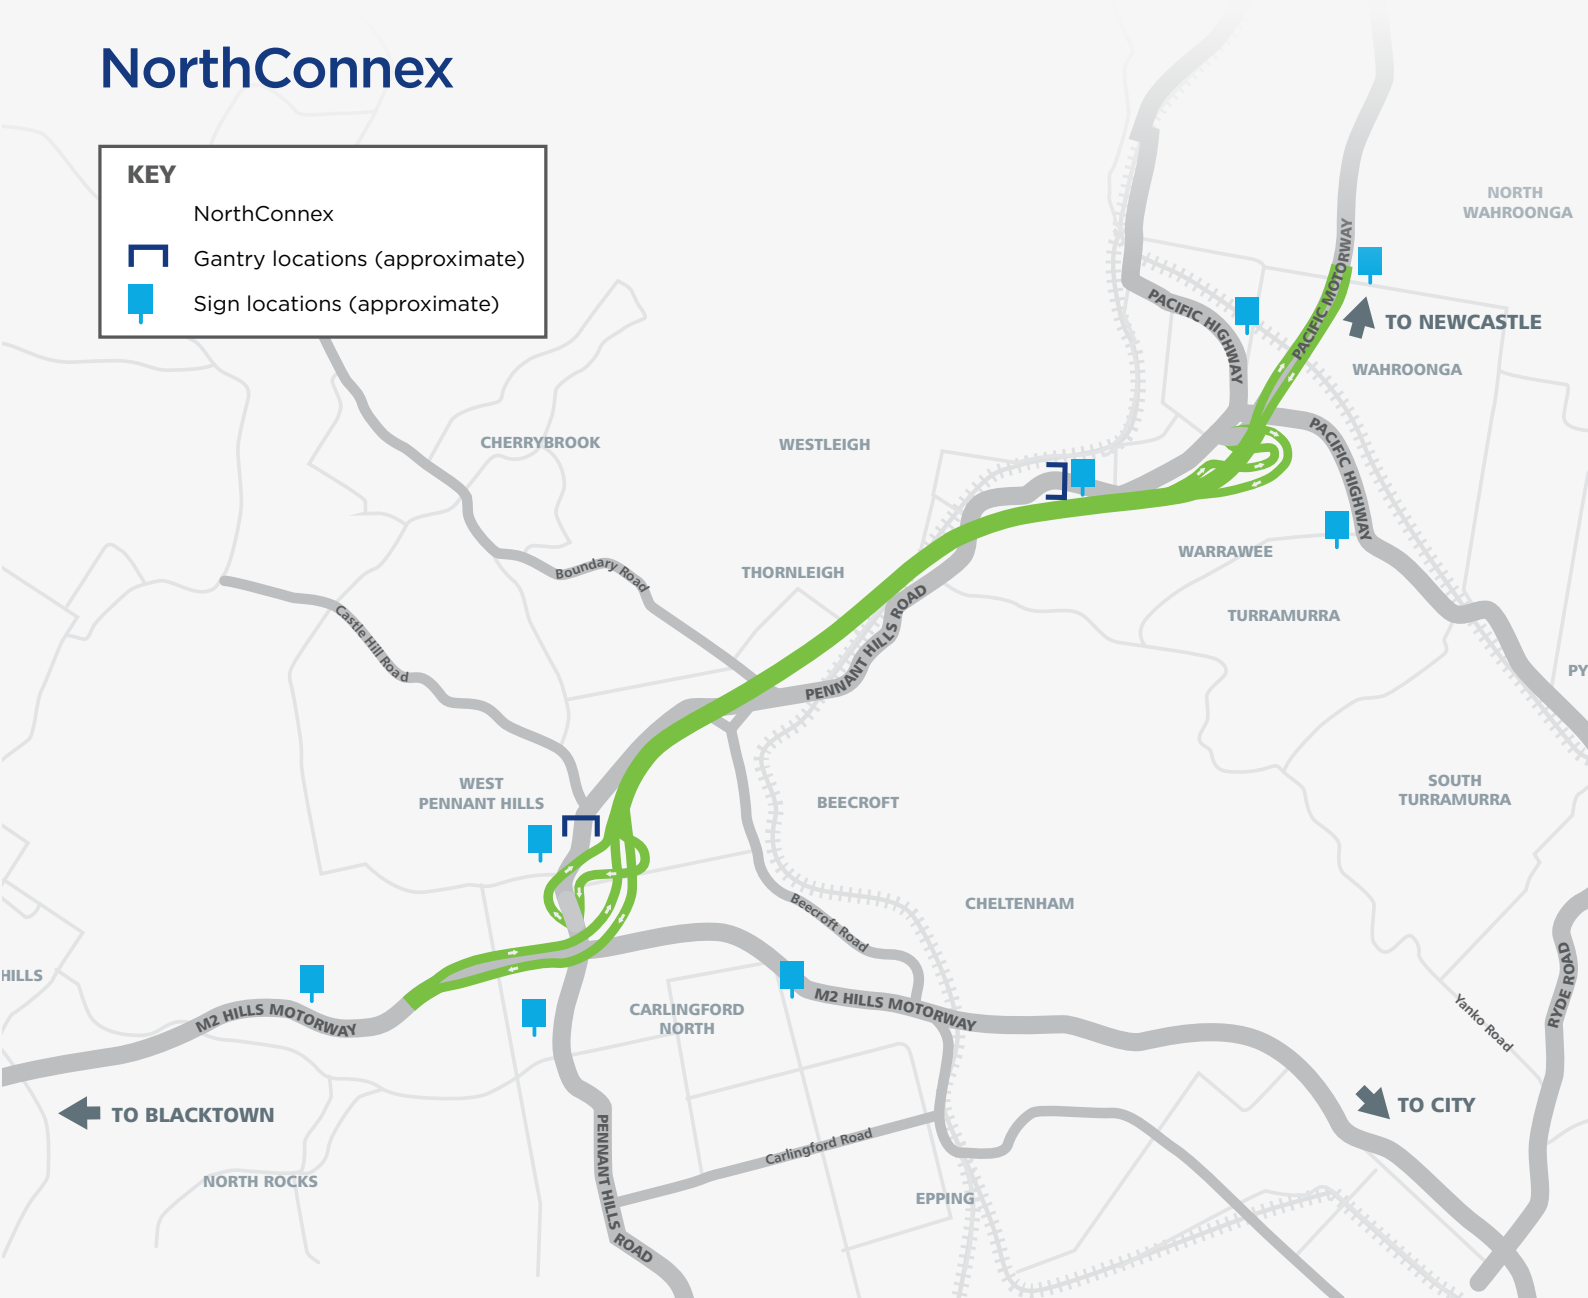 NorthConnex
KEY
NorthConnex
Gantry locations (approximate)
Sign locations (approximate)
NORTH
WAHROONGA
PACIFIC MOTORWAY
PACIFIC HIGHWAY
TO NEWCASTLE
WAHROONGA
CHERRYBROOK
WESTLEIGH
PACIFIC HIGHWAY
WARRAWEE
Boundary Road
THORNLEIGH
TURRAMURRA
Castle Hill Road
PENNANT HILLS ROAD
PY
WEST
PENNANT HILLS
BEECROFT
SOUTH
TURRAMURRA
Beecroft Road
CHELTENHAM
HILLS
M2 HILLS MOTORWAY
CARLINGFORD
NORTH
M2 HILLS MOTORWAY
RYDE ROAD
Yanko Road
TO BLACKTOWN
TO CITY
PENNANT HILLS ROAD
Carlingford Road
NORTH ROCKS
EPPING